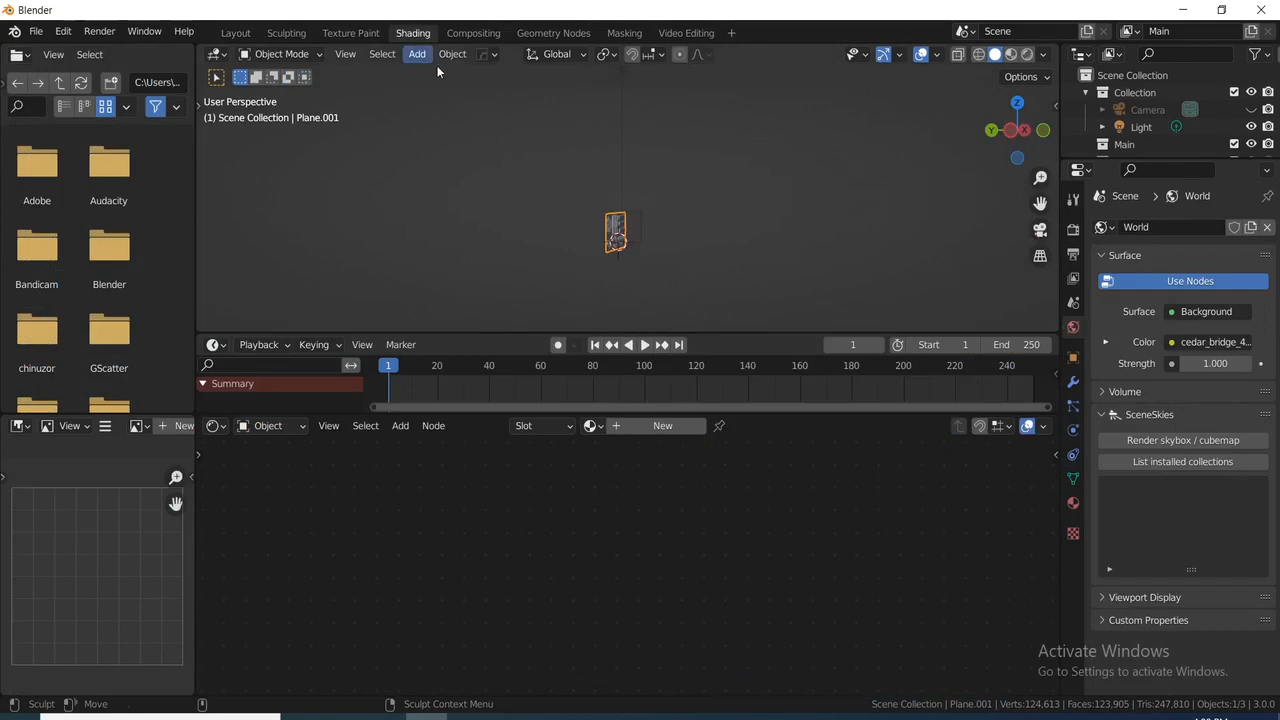 Blender
File Edit Render Window Help
Layout Sculpting Texture Paint Shading Compositing Geometry Nodes Masking Video Editing
Scene
Main
View Select
Object Mode View Select Add Object
Global
C:\Users\..
Options
User Perspective
(1) Scene Collection | Plane.001
Z
Y
X
Adobe Audacity
Bandicam Blender
chinuzor GScatter
Scene Collection
Collection
Camera
Light
Main
Scene World
World
Surface
Use Nodes
Surface Background
Color cedar_bridge_4...
Strength 1.000
Volume
SceneSkies
Render skybox / cubemap
List installed collections
Viewport Display
Custom Properties
Playback Keying View Marker
1
Start 1 End 250
1 20 40 60 80 100 120 140 160 180 200 220 240
Summary
View
New
Object View Select Add Node
Slot
New
Activate Windows
Go to Settings to activate Windows.
Sculpt Move Sculpt Context Menu
Scene Collection | Plane.001 | Verts:124,613 | Faces:123,905 | Tris:247,810 | Objects:1/3 | 3.0.0